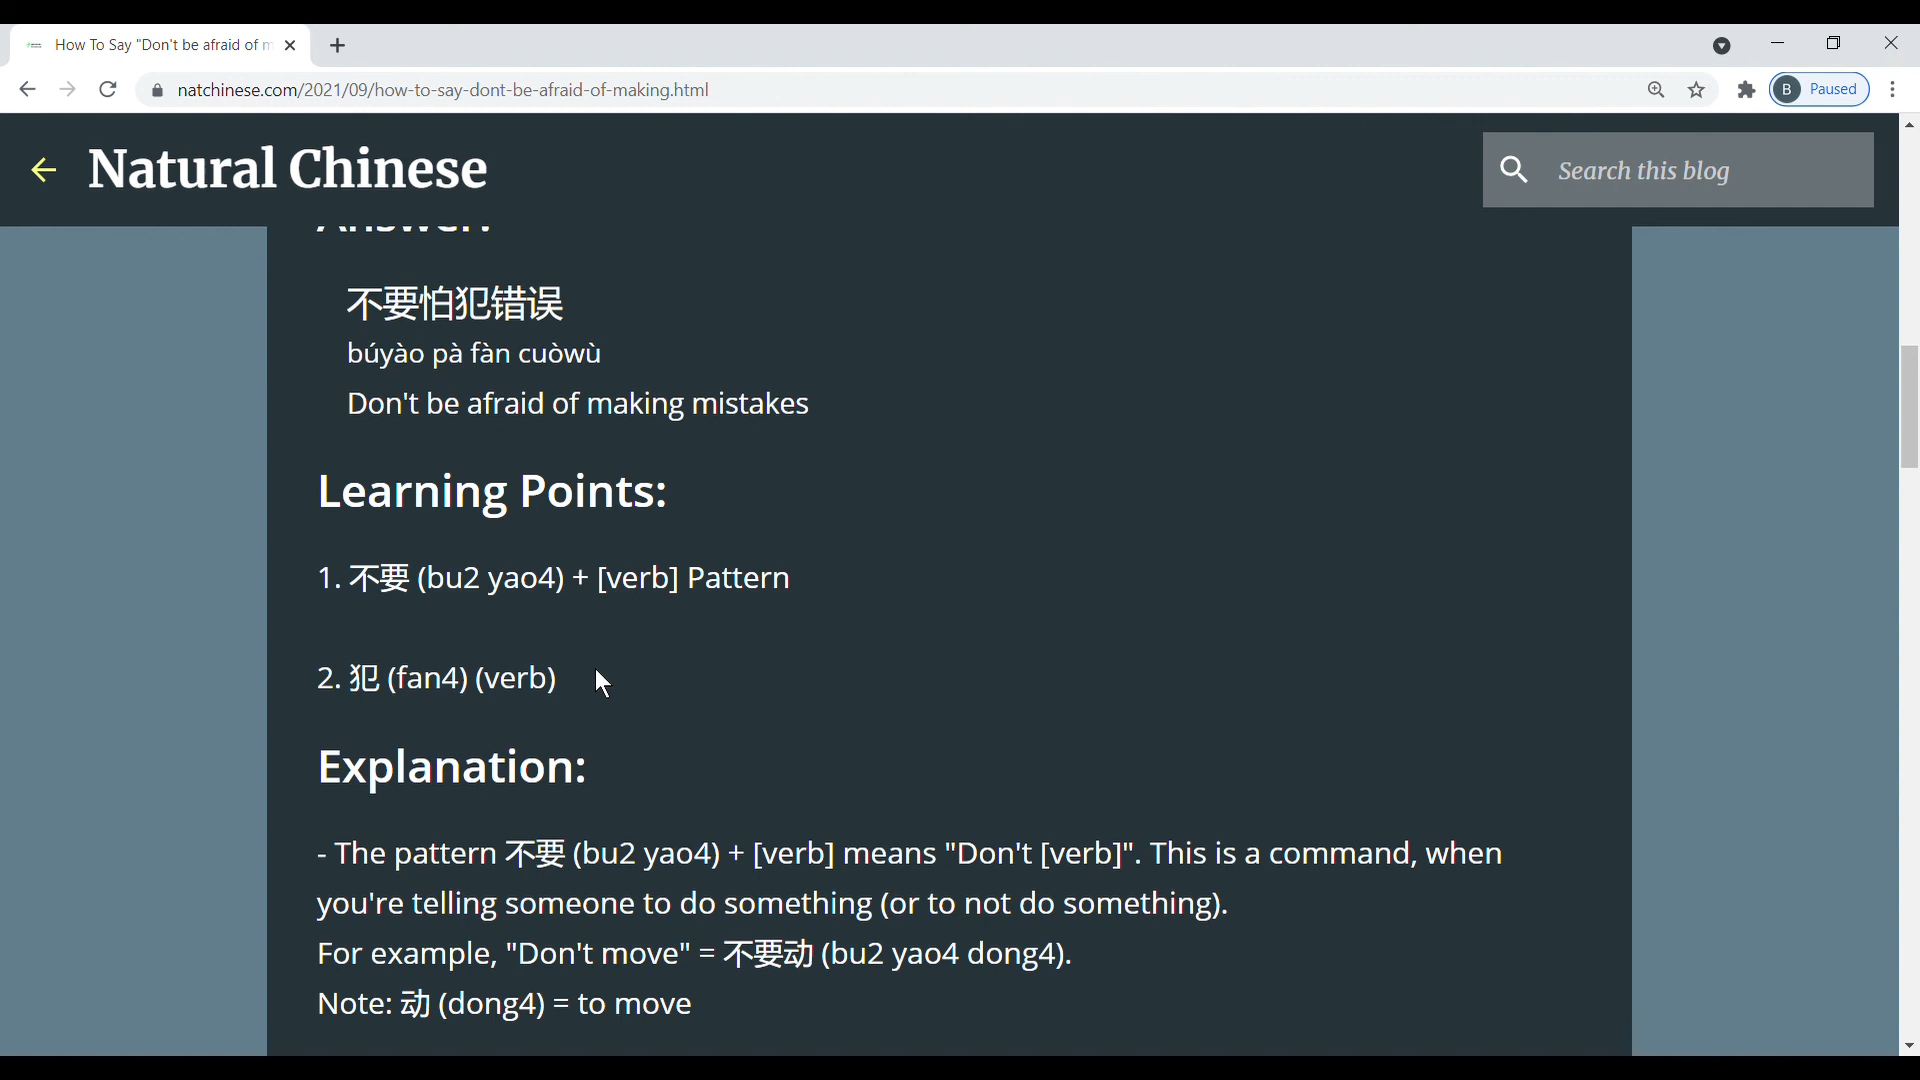 How To Say "Don't be afraid of m
natchinese.com/2021/09/how-to-say-dont-be-afraid-of-making.html
B Paused
Natural Chinese
Search this blog
Answer:
不要怕犯错误
búyào pà fàn cuòwù
Don't be afraid of making mistakes
Learning Points:
1. 不要 (bu2 yao4) + [verb] Pattern
2. 犯 (fan4) (verb)
Explanation:
- The pattern 不要 (bu2 yao4) + [verb] means "Don't [verb]". This is a command, when
you're telling someone to do something (or to not do something).
For example, "Don't move" = 不要动 (bu2 yao4 dong4).
Note: 动 (dong4) = to move